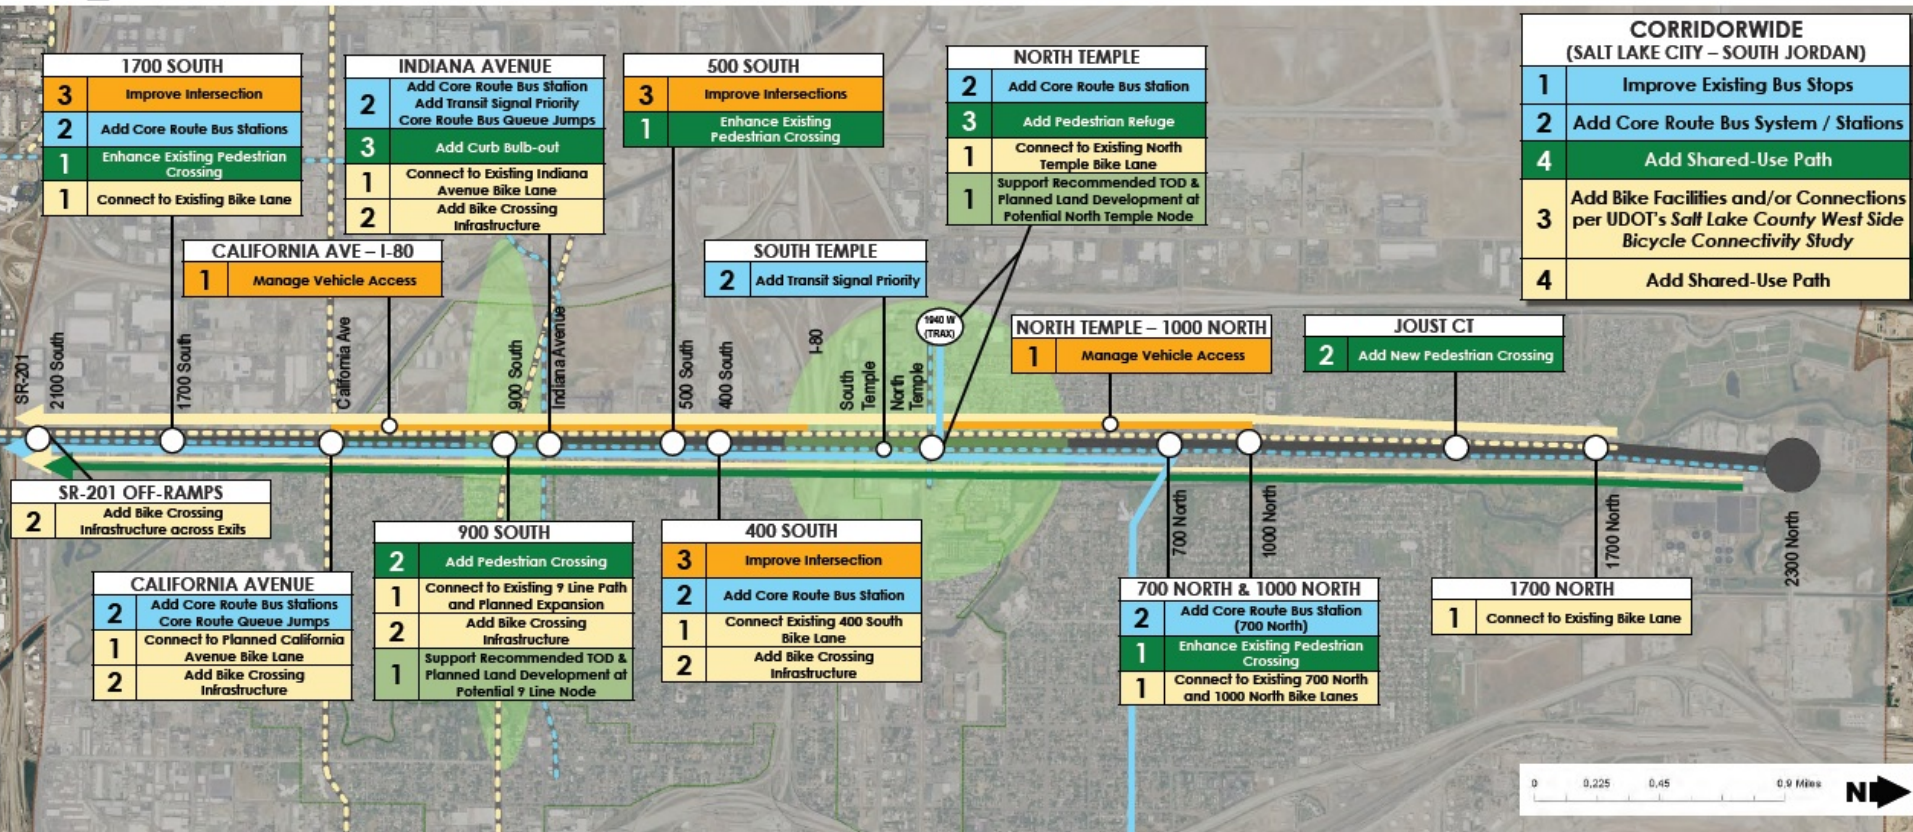 1700 SOUTH
3 Improve Intersection
2 Add Core Route Bus Stations
1 Enhance Existing Pedestrian
Crossing
1 Connect to Existing Bike Lane
INDIANA AVENUE
2 Add Core Route Bus Station
Add Transit Signal Priority
Core Route Bus Queue Jumps
3 Add Curb Bulb-out
1 Connect to Existing Indiana
Avenue Bike Lane
2 Add Bike Crossing
Infrastructure
500 SOUTH
3 Improve Intersections
1 Enhance Existing
Pedestrian Crossing
NORTH TEMPLE
2 Add Core Route Bus Station
3 Add Pedestrian Refuge
1 Connect to Existing North
Temple Bike Lane
1 Support Recommended TOD &
Planned Land Development at
Potential North Temple Node
CORRIDORWIDE
(SALT LAKE CITY – SOUTH JORDAN)
1 Improve Existing Bus Stops
2 Add Core Route Bus System / Stations
4 Add Shared-Use Path
3 Add Bike Facilities and/or Connections
per UDOT's Salt Lake County West Side
Bicycle Connectivity Study
4 Add Shared-Use Path
CALIFORNIA AVE – I-80
1 Manage Vehicle Access
SOUTH TEMPLE
2 Add Transit Signal Priority
1940 W
(TRAX)
NORTH TEMPLE – 1000 NORTH
1 Manage Vehicle Access
JOUST CT
2 Add New Pedestrian Crossing
SR-201
2100 South
1700 South
California Ave
900 South
Indiana Avenue
500 South
400 South
I-80
South
Temple
North
Temple
700 North
1000 North
1700 North
2300 North
SR-201 OFF-RAMPS
2 Add Bike Crossing
Infrastructure across Exits
CALIFORNIA AVENUE
2 Add Core Route Bus Stations
Core Route Queue Jumps
1 Connect to Planned California
Avenue Bike Lane
2 Add Bike Crossing
Infrastructure
900 SOUTH
2 Add Pedestrian Crossing
1 Connect to Existing 9 Line Path
and Planned Expansion
2 Add Bike Crossing
Infrastructure
1 Support Recommended TOD &
Planned Land Development at
Potential 9 Line Node
400 SOUTH
3 Improve Intersection
2 Add Core Route Bus Station
1 Connect Existing 400 South
Bike Lane
2 Add Bike Crossing
Infrastructure
700 NORTH & 1000 NORTH
2 Add Core Route Bus Station
(700 North)
1 Enhance Existing Pedestrian
Crossing
1 Connect to Existing 700 North
and 1000 North Bike Lanes
1700 NORTH
1 Connect to Existing Bike Lane
0 0.225 0.45 0.9 Miles
N